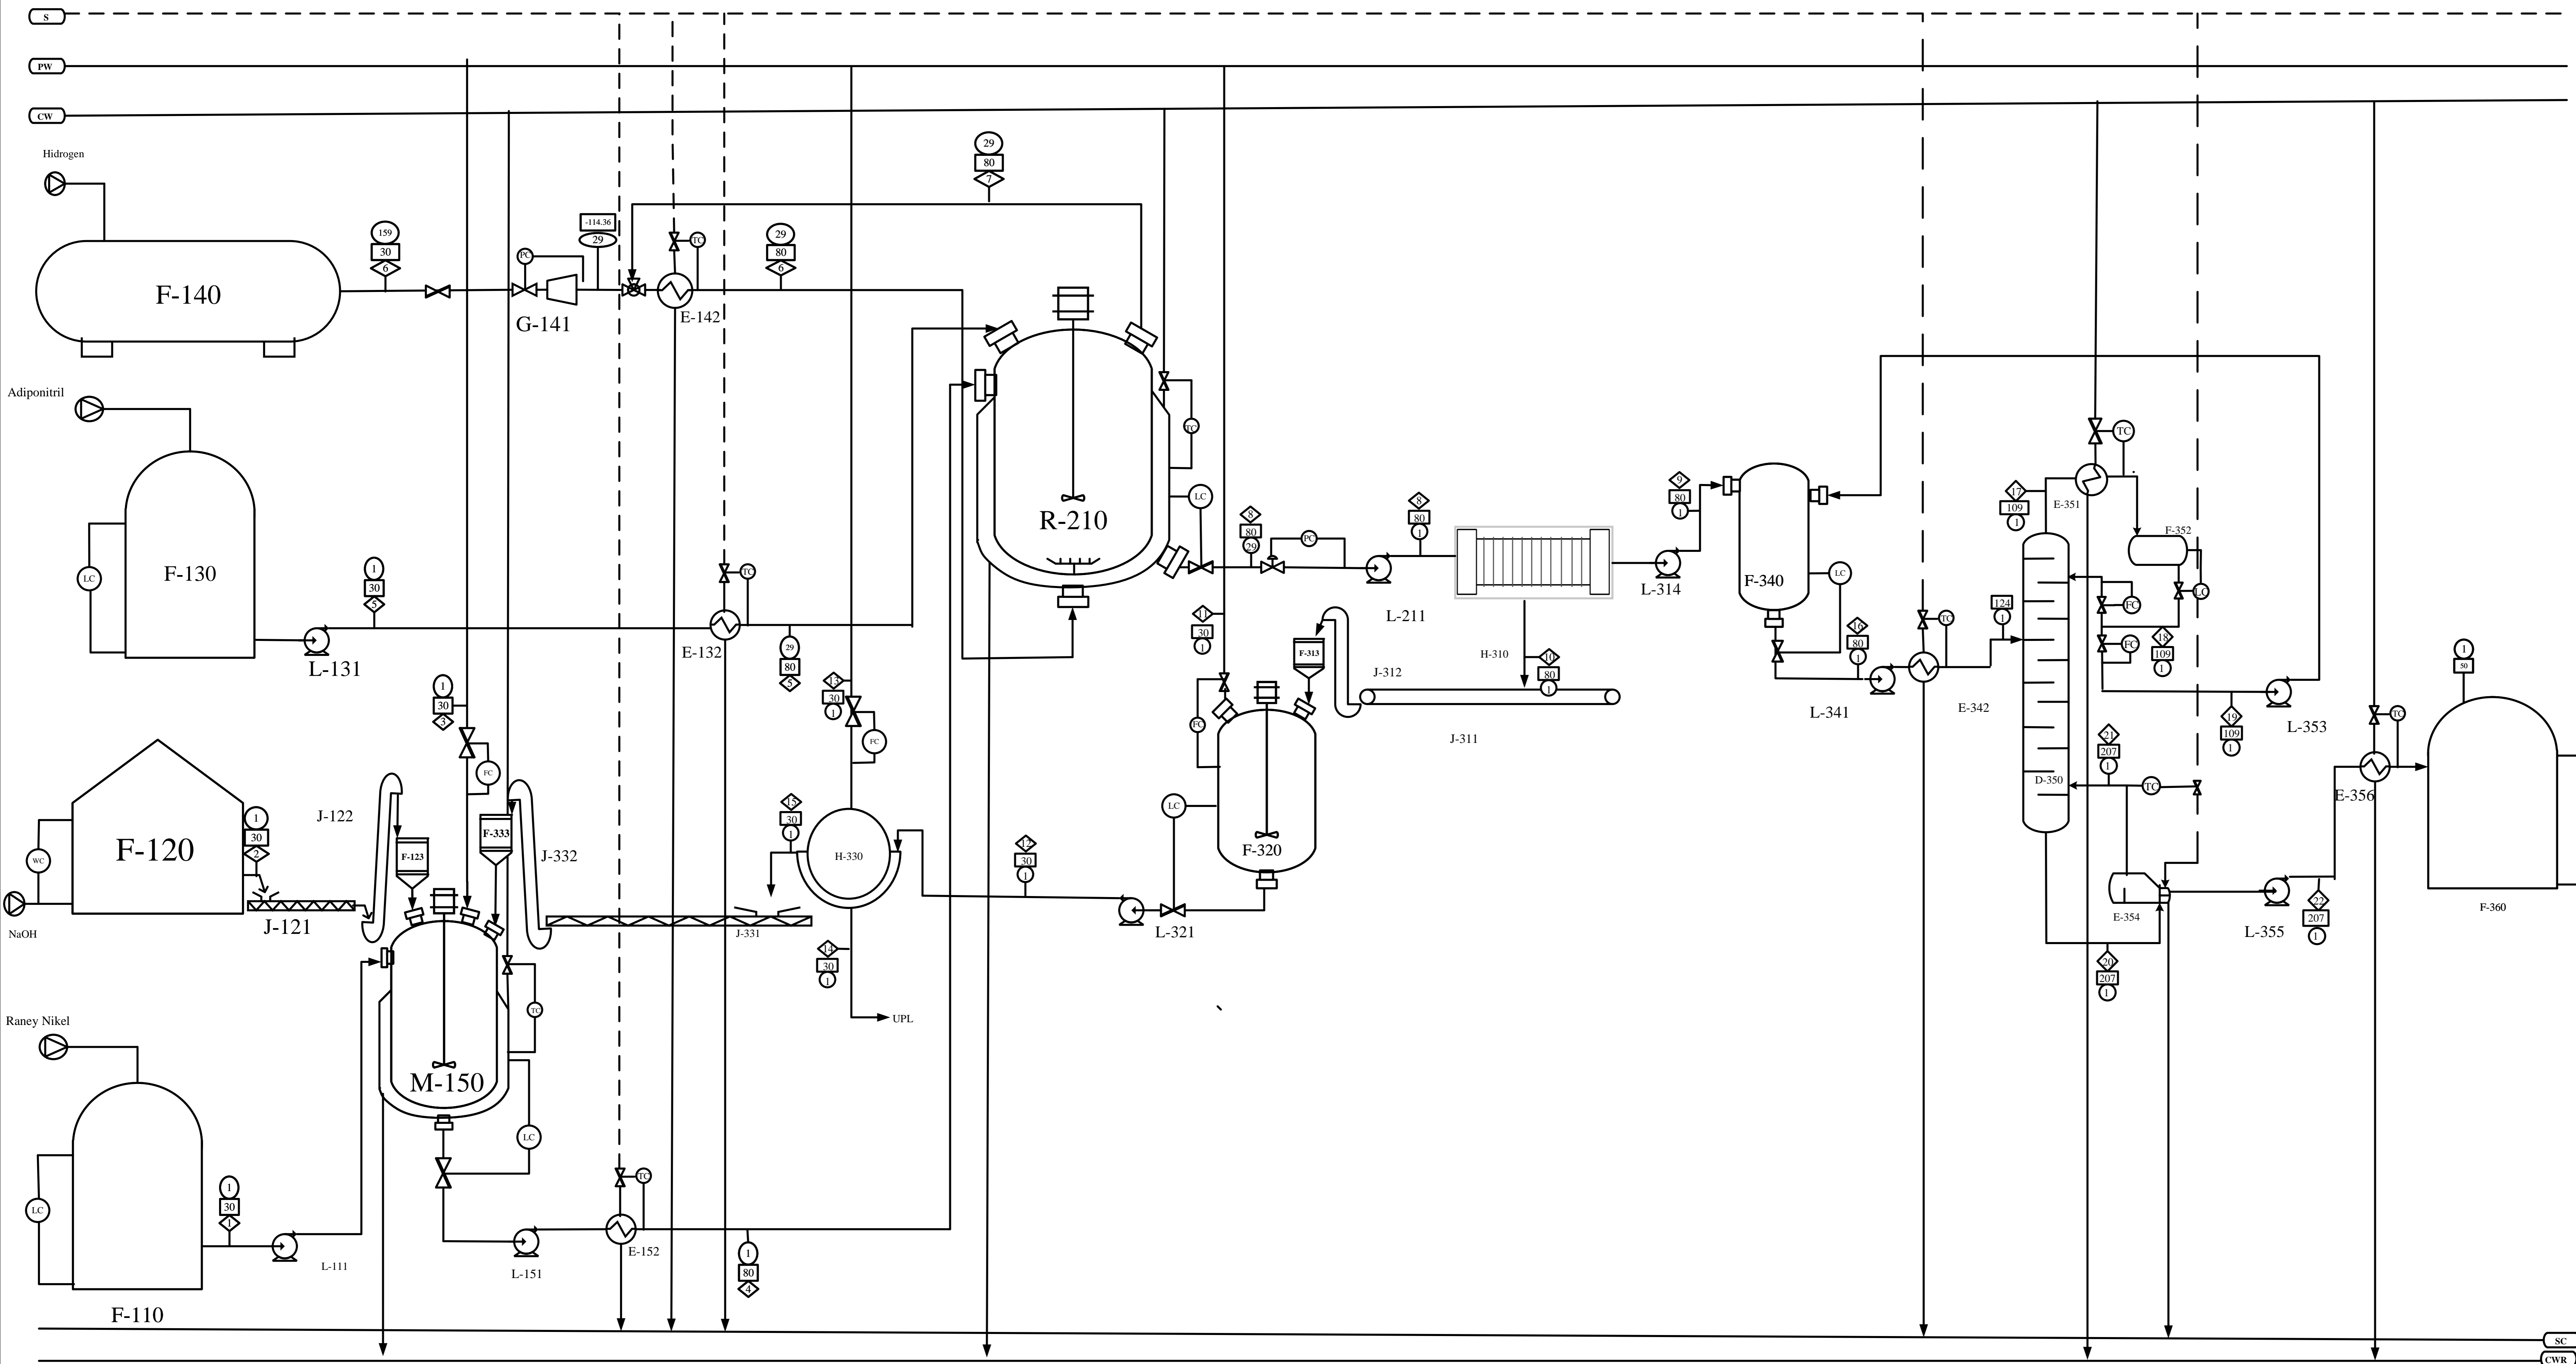 S
PW
CW
Hidrogen
F-140
159
30
6
PC
G-141
-114.36
29
TC
E-142
29
80
6
29
80
7
Adiponitril
F-130
LC
1
30
5
L-131
TC
E-132
29
80
5
R-210
TC
LC
8
80
29
PC
L-211
8
80
1
H-310
10
80
1
J-311
J-312
F-313
L-314
9
80
1
F-340
LC
L-341
16
80
1
TC
E-342
124
1
17
109
1
E-351
TC
F-352
LC
FC
FC
18
109
1
19
109
1
L-353
D-350
21
207
1
TC
E-354
20
207
1
L-355
22
207
1
TC
E-356
1
50
F-360
11
30
1
FC
LC
F-320
L-321
12
30
1
13
30
1
FC
15
30
1
H-330
14
30
1
UPL
J-331
J-332
F-333
1
30
3
FC
J-122
F-123
F-120
WC
NaOH
1
30
2
J-121
M-150
TC
LC
Raney Nikel
F-110
LC
1
30
1
L-111
L-151
TC
E-152
1
80
4
SC
CWR